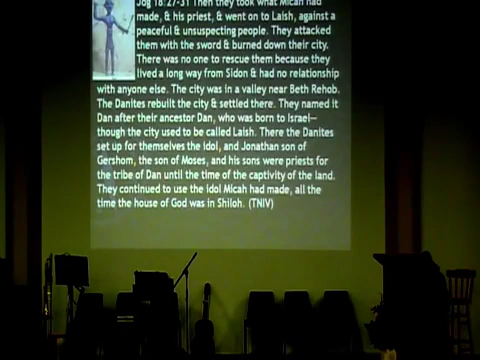 Jdg 18:27-31 Then they took what Micah had
made, & his priest, & went on to Laish, against a
peaceful & unsuspecting people. They attacked
them with the sword & burned down their city.
There was no one to rescue them because they
lived a long way from Sidon & had no relationship
with anyone else. The city was in a valley near Beth Rehob.
The Danites rebuilt the city & settled there. They named it
Dan after their ancestor Dan, who was born to Israel—
though the city used to be called Laish. There the Danites
set up for themselves the idol, and Jonathan son of
Gershom, the son of Moses, and his sons were priests for
the tribe of Dan until the time of the captivity of the land.
They continued to use the idol Micah had made, all the
time the house of God was in Shiloh. (TNIV)